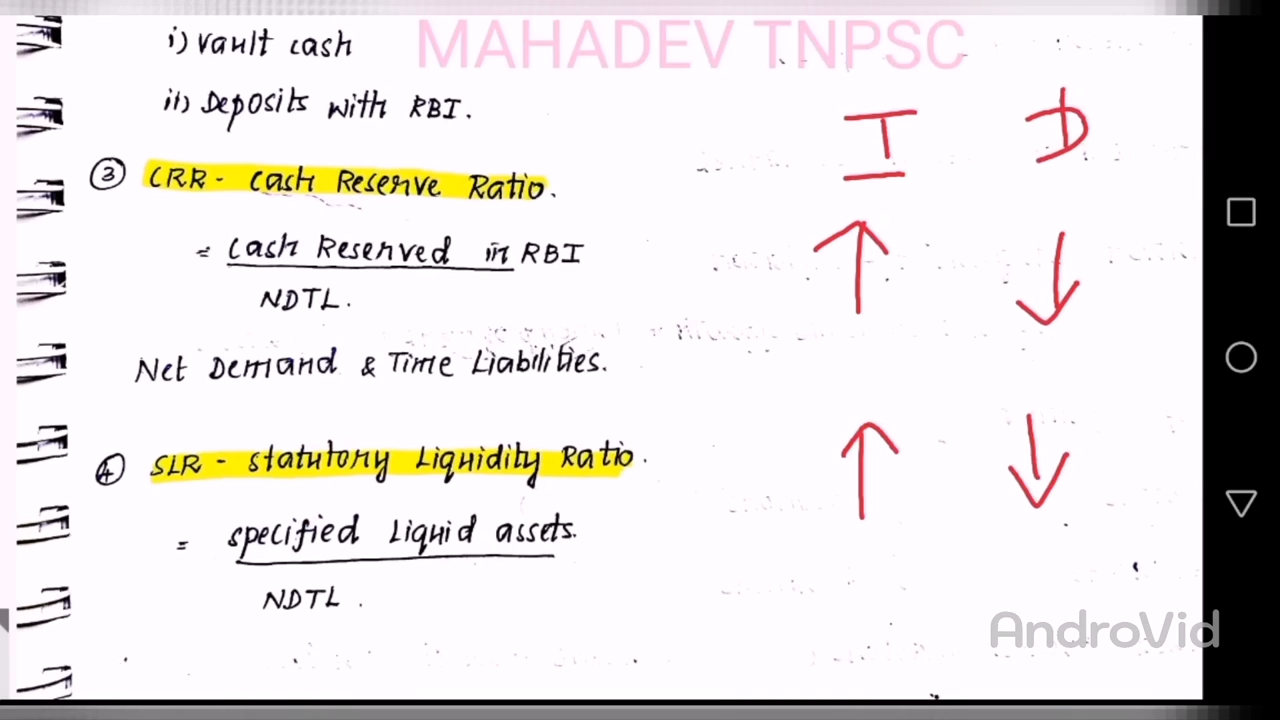 MAHADEV TNPSC
i) vault cash
ii) Deposits with RBI.
I D
③ CRR - Cash Reserve Ratio.
= Cash Reserved in RBI
NDTL.
Net Demand & Time Liabilities.
④ SLR - Statutory Liquidity Ratio.
= specified Liquid assets.
NDTL.
AndroVid